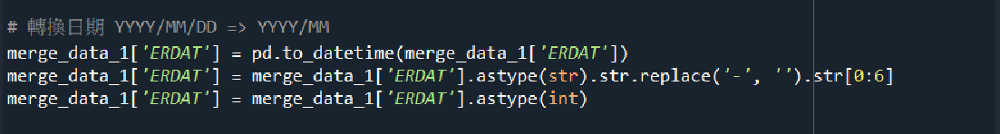 # 轉換日期 YYYY/MM/DD => YYYY/MM
merge_data_1['ERDAT'] = pd.to_datetime(merge_data_1['ERDAT'])
merge_data_1['ERDAT'] = merge_data_1['ERDAT'].astype(str).str.replace('-', '').str[0:6]
merge_data_1['ERDAT'] = merge_data_1['ERDAT'].astype(int)